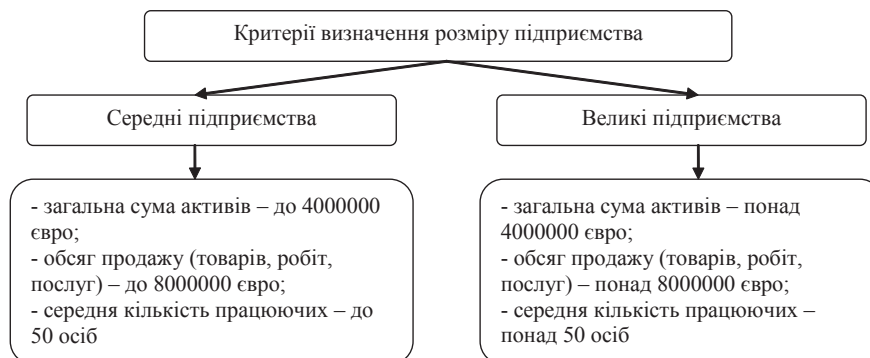 Критерії визначення розміру підприємства
Середні підприємства
Великі підприємства
- загальна сума активів – до 4000000
євро;
- обсяг продажу (товарів, робіт,
послуг) – до 8000000 євро;
- середня кількість працюючих – до
50 осіб
- загальна сума активів – понад
4000000 євро;
- обсяг продажу (товарів, робіт,
послуг) – понад 8000000 євро;
- середня кількість працюючих –
понад 50 осіб